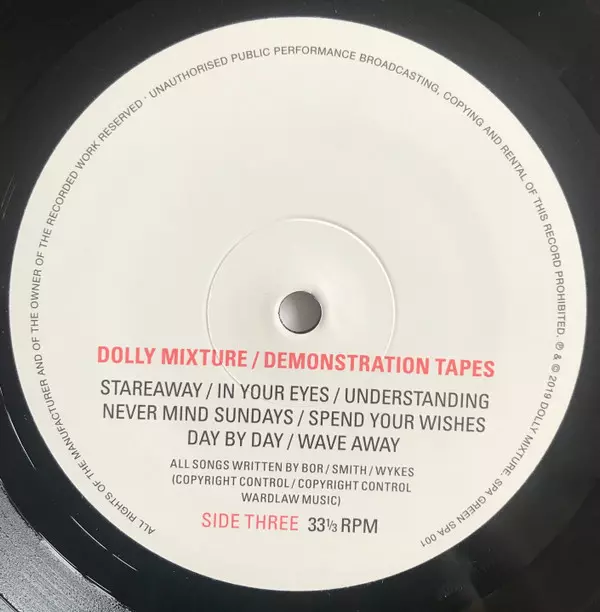 ALL RIGHTS OF THE MANUFACTURER AND OF THE OWNER OF THE RECORDED WORK RESERVED · UNAUTHORISED PUBLIC PERFORMANCE BROADCASTING, COPYING AND RENTAL OF THIS RECORD PROHIBITED. ℗ & © 2019 DOLLY MIXTURE. SPA GREEN SPA 001
DOLLY MIXTURE / DEMONSTRATION TAPES
STAREAWAY / IN YOUR EYES / UNDERSTANDING
NEVER MIND SUNDAYS / SPEND YOUR WISHES
DAY BY DAY / WAVE AWAY
ALL SONGS WRITTEN BY BOR / SMITH / WYKES
(COPYRIGHT CONTROL / COPYRIGHT CONTROL
WARDLAW MUSIC)
SIDE THREE 33⅓ RPM